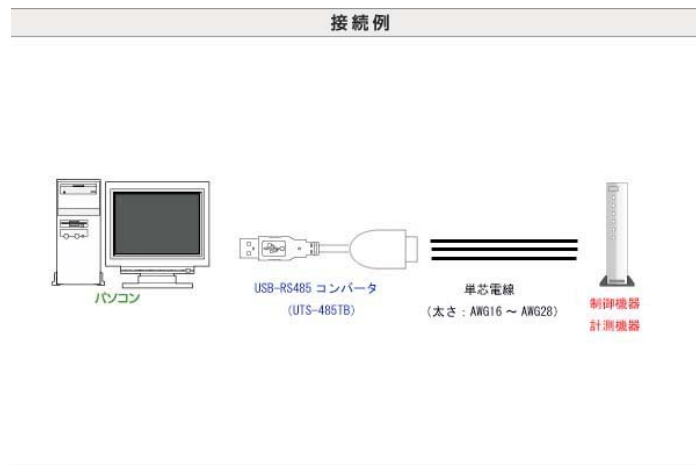 接続例
パソコン
USB-RS485 コンバータ
(UTS-485TB)
単芯電線
(太さ：AWG16 ～ AWG28)
制御機器
計測機器